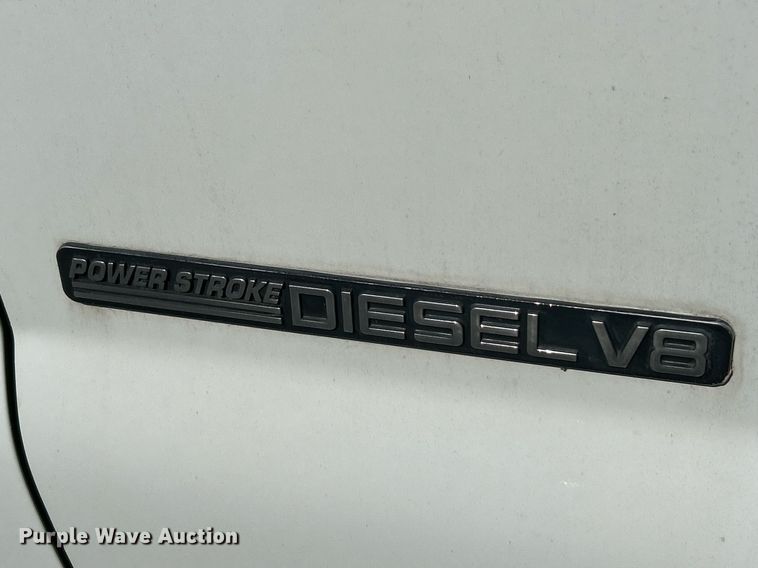 POWER STROKE DIESEL V8
Purple Wave Auction